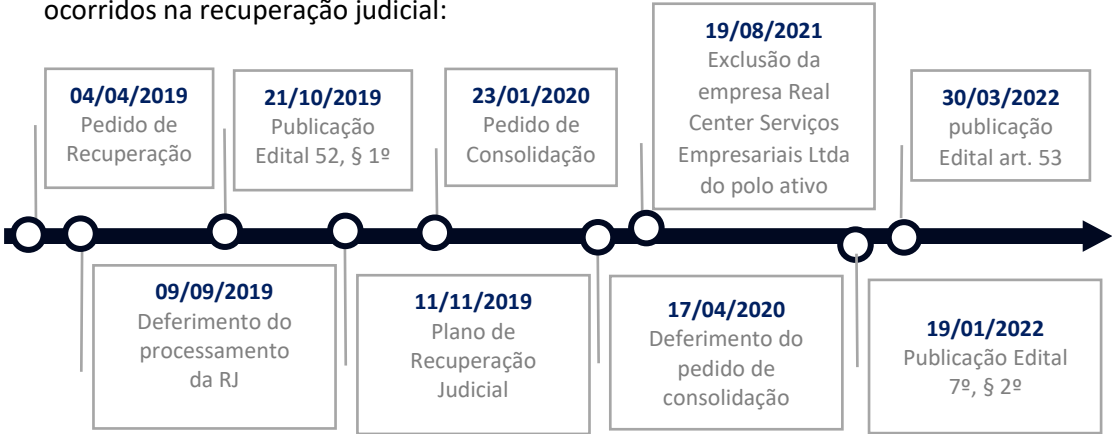 ocorridos na recuperação judicial:
04/04/2019
Pedido de
Recuperação
09/09/2019
Deferimento do
processamento
da RJ
21/10/2019
Publicação
Edital 52, § 1º
11/11/2019
Plano de
Recuperação
Judicial
23/01/2020
Pedido de
Consolidação
17/04/2020
Deferimento do
pedido de
consolidação
19/08/2021
Exclusão da
empresa Real
Center Serviços
Empresariais Ltda
do polo ativo
19/01/2022
Publicação Edital
7º, § 2º
30/03/2022
publicação
Edital art. 53